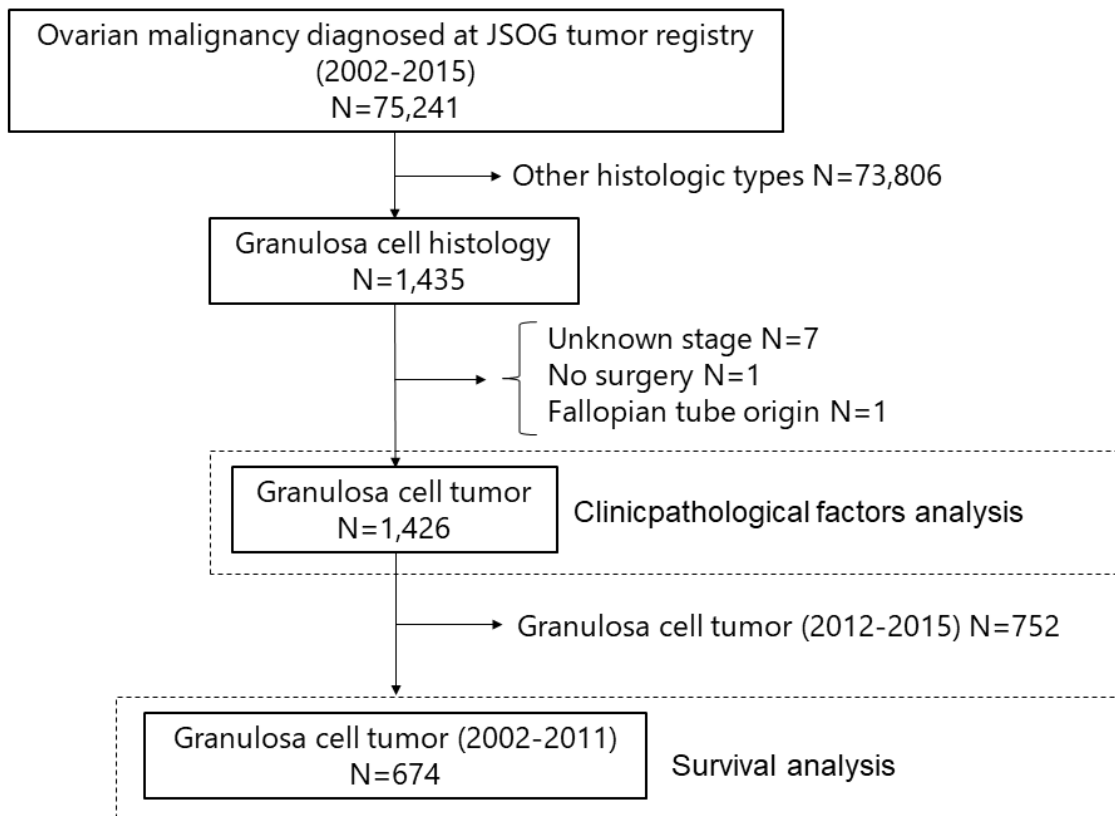 Ovarian malignancy diagnosed at JSOG tumor registry
(2002-2015)
N=75,241
Other histologic types N=73,806
Granulosa cell histology
N=1,435
Unknown stage N=7
No surgery N=1
Fallopian tube origin N=1
Granulosa cell tumor
N=1,426
Clinicpathological factors analysis
Granulosa cell tumor (2012-2015) N=752
Granulosa cell tumor (2002-2011)
N=674
Survival analysis